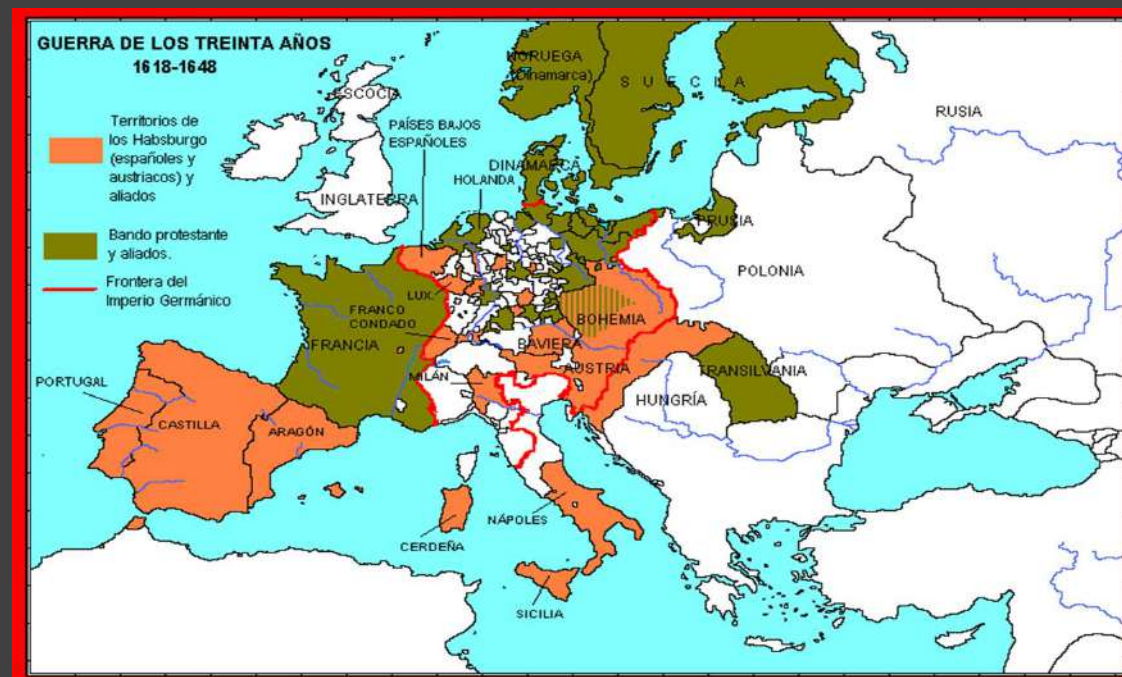 GUERRA DE LOS TREINTA AÑOS
1618-1648
Territorios de
los Habsburgo
(españoles y
austriacos) y
aliados
Bando protestante
y aliados.
Frontera del
Imperio Germánico
NORUEGA
(Dinamarca)
SUECIA
ESCOCIA
RUSIA
PAÍSES BAJOS
ESPAÑOLES
DINAMARCA
HOLANDA
INGLATERRA
PRUSIA
POLONIA
LUX.
FRANCO
CONDADO
BOHEMIA
FRANCIA
BAVIERA
AUSTRIA
TRANSILVANIA
PORTUGAL
MILÁN
HUNGRÍA
CASTILLA
ARAGÓN
NÁPOLES
CERDEÑA
SICILIA